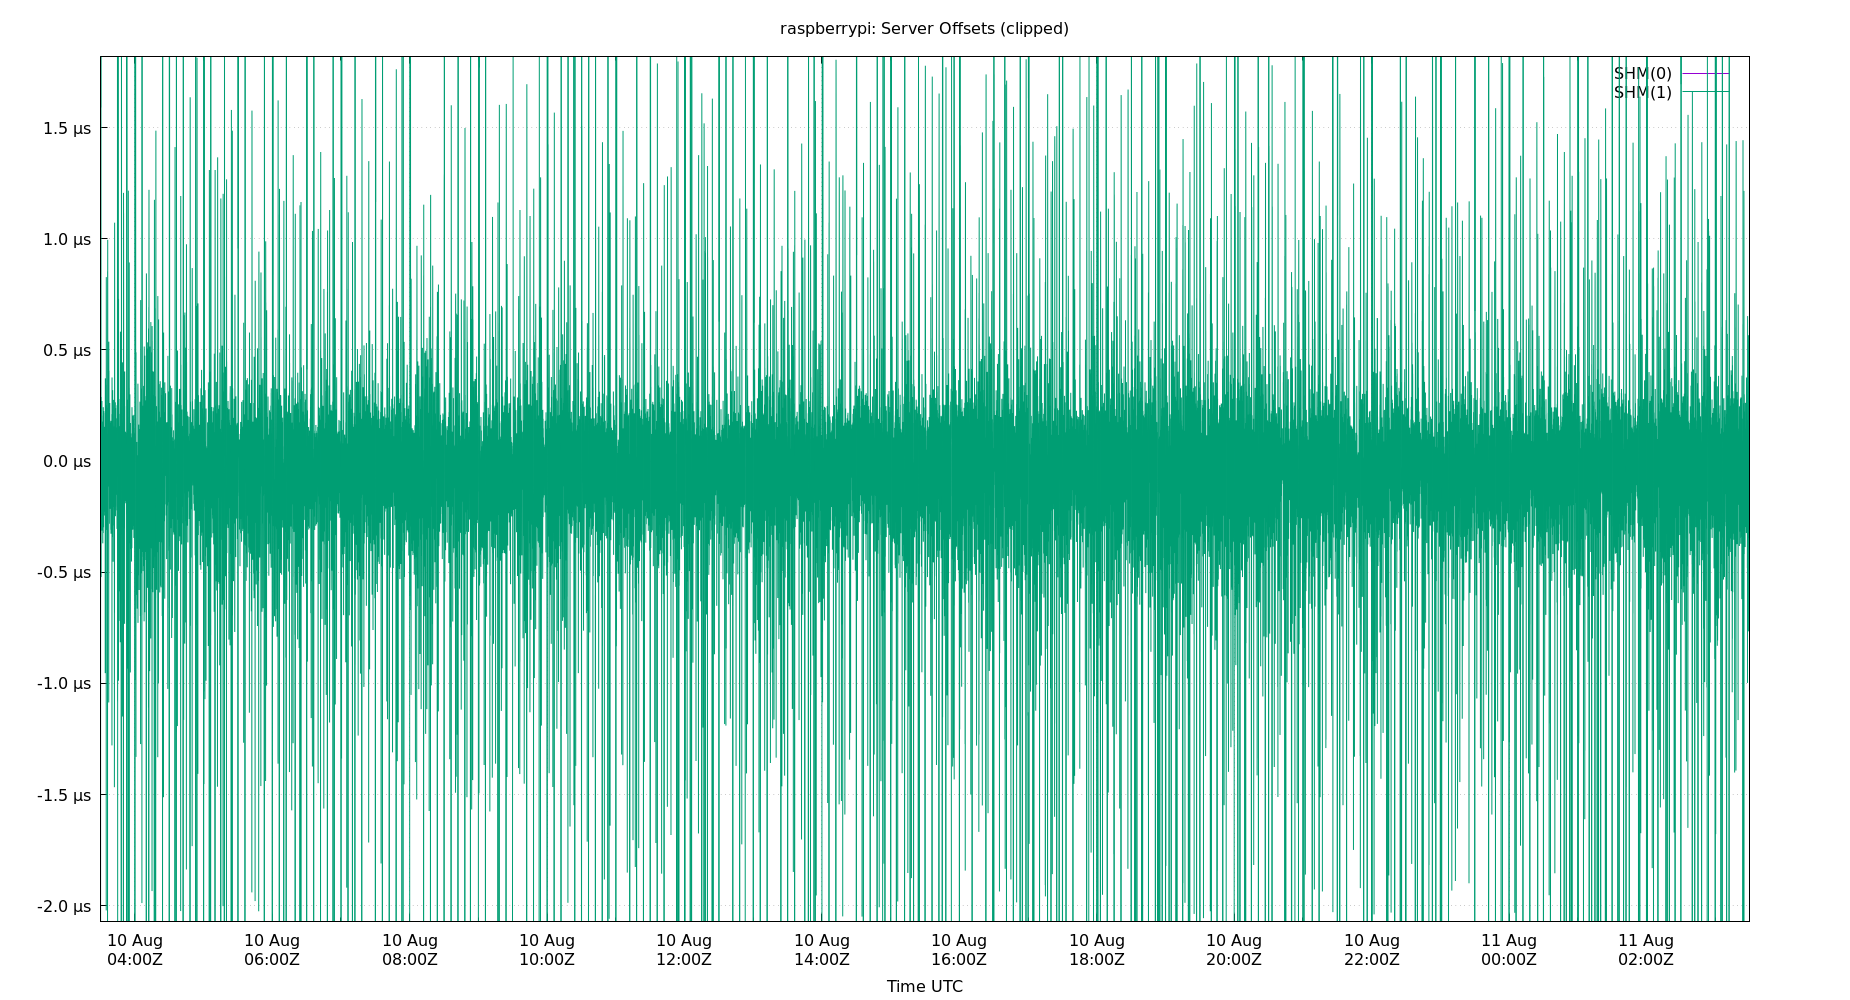 raspberrypi: Server Offsets (clipped)
SHM(0)
SHM(1)
1.5 µs
1.0 µs
0.5 µs
0.0 µs
-0.5 µs
-1.0 µs
-1.5 µs
-2.0 µs
10 Aug 10 Aug 10 Aug 10 Aug 10 Aug 10 Aug 10 Aug 10 Aug 10 Aug 10 Aug 11 Aug 11 Aug
04:00Z 06:00Z 08:00Z 10:00Z 12:00Z 14:00Z 16:00Z 18:00Z 20:00Z 22:00Z 00:00Z 02:00Z
Time UTC